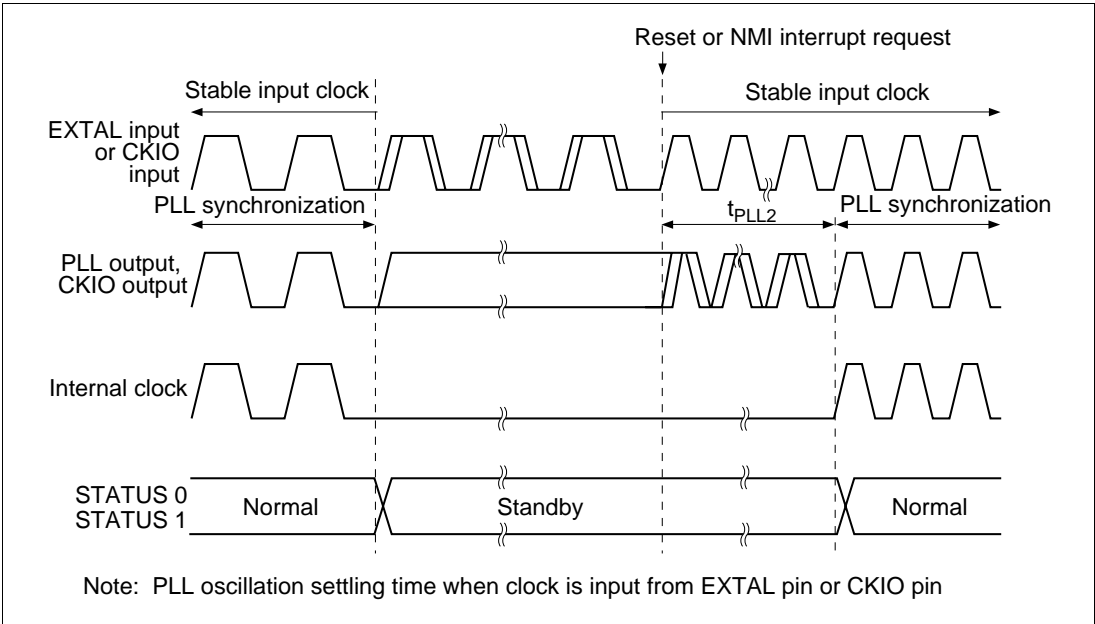 Reset or NMI interrupt request
Stable input clock
Stable input clock
EXTAL input
or CKIO
input
PLL synchronization
tPLL2
PLL synchronization
PLL output,
CKIO output
Internal clock
STATUS 0
STATUS 1
Normal
Standby
Normal
Note: PLL oscillation settling time when clock is input from EXTAL pin or CKIO pin